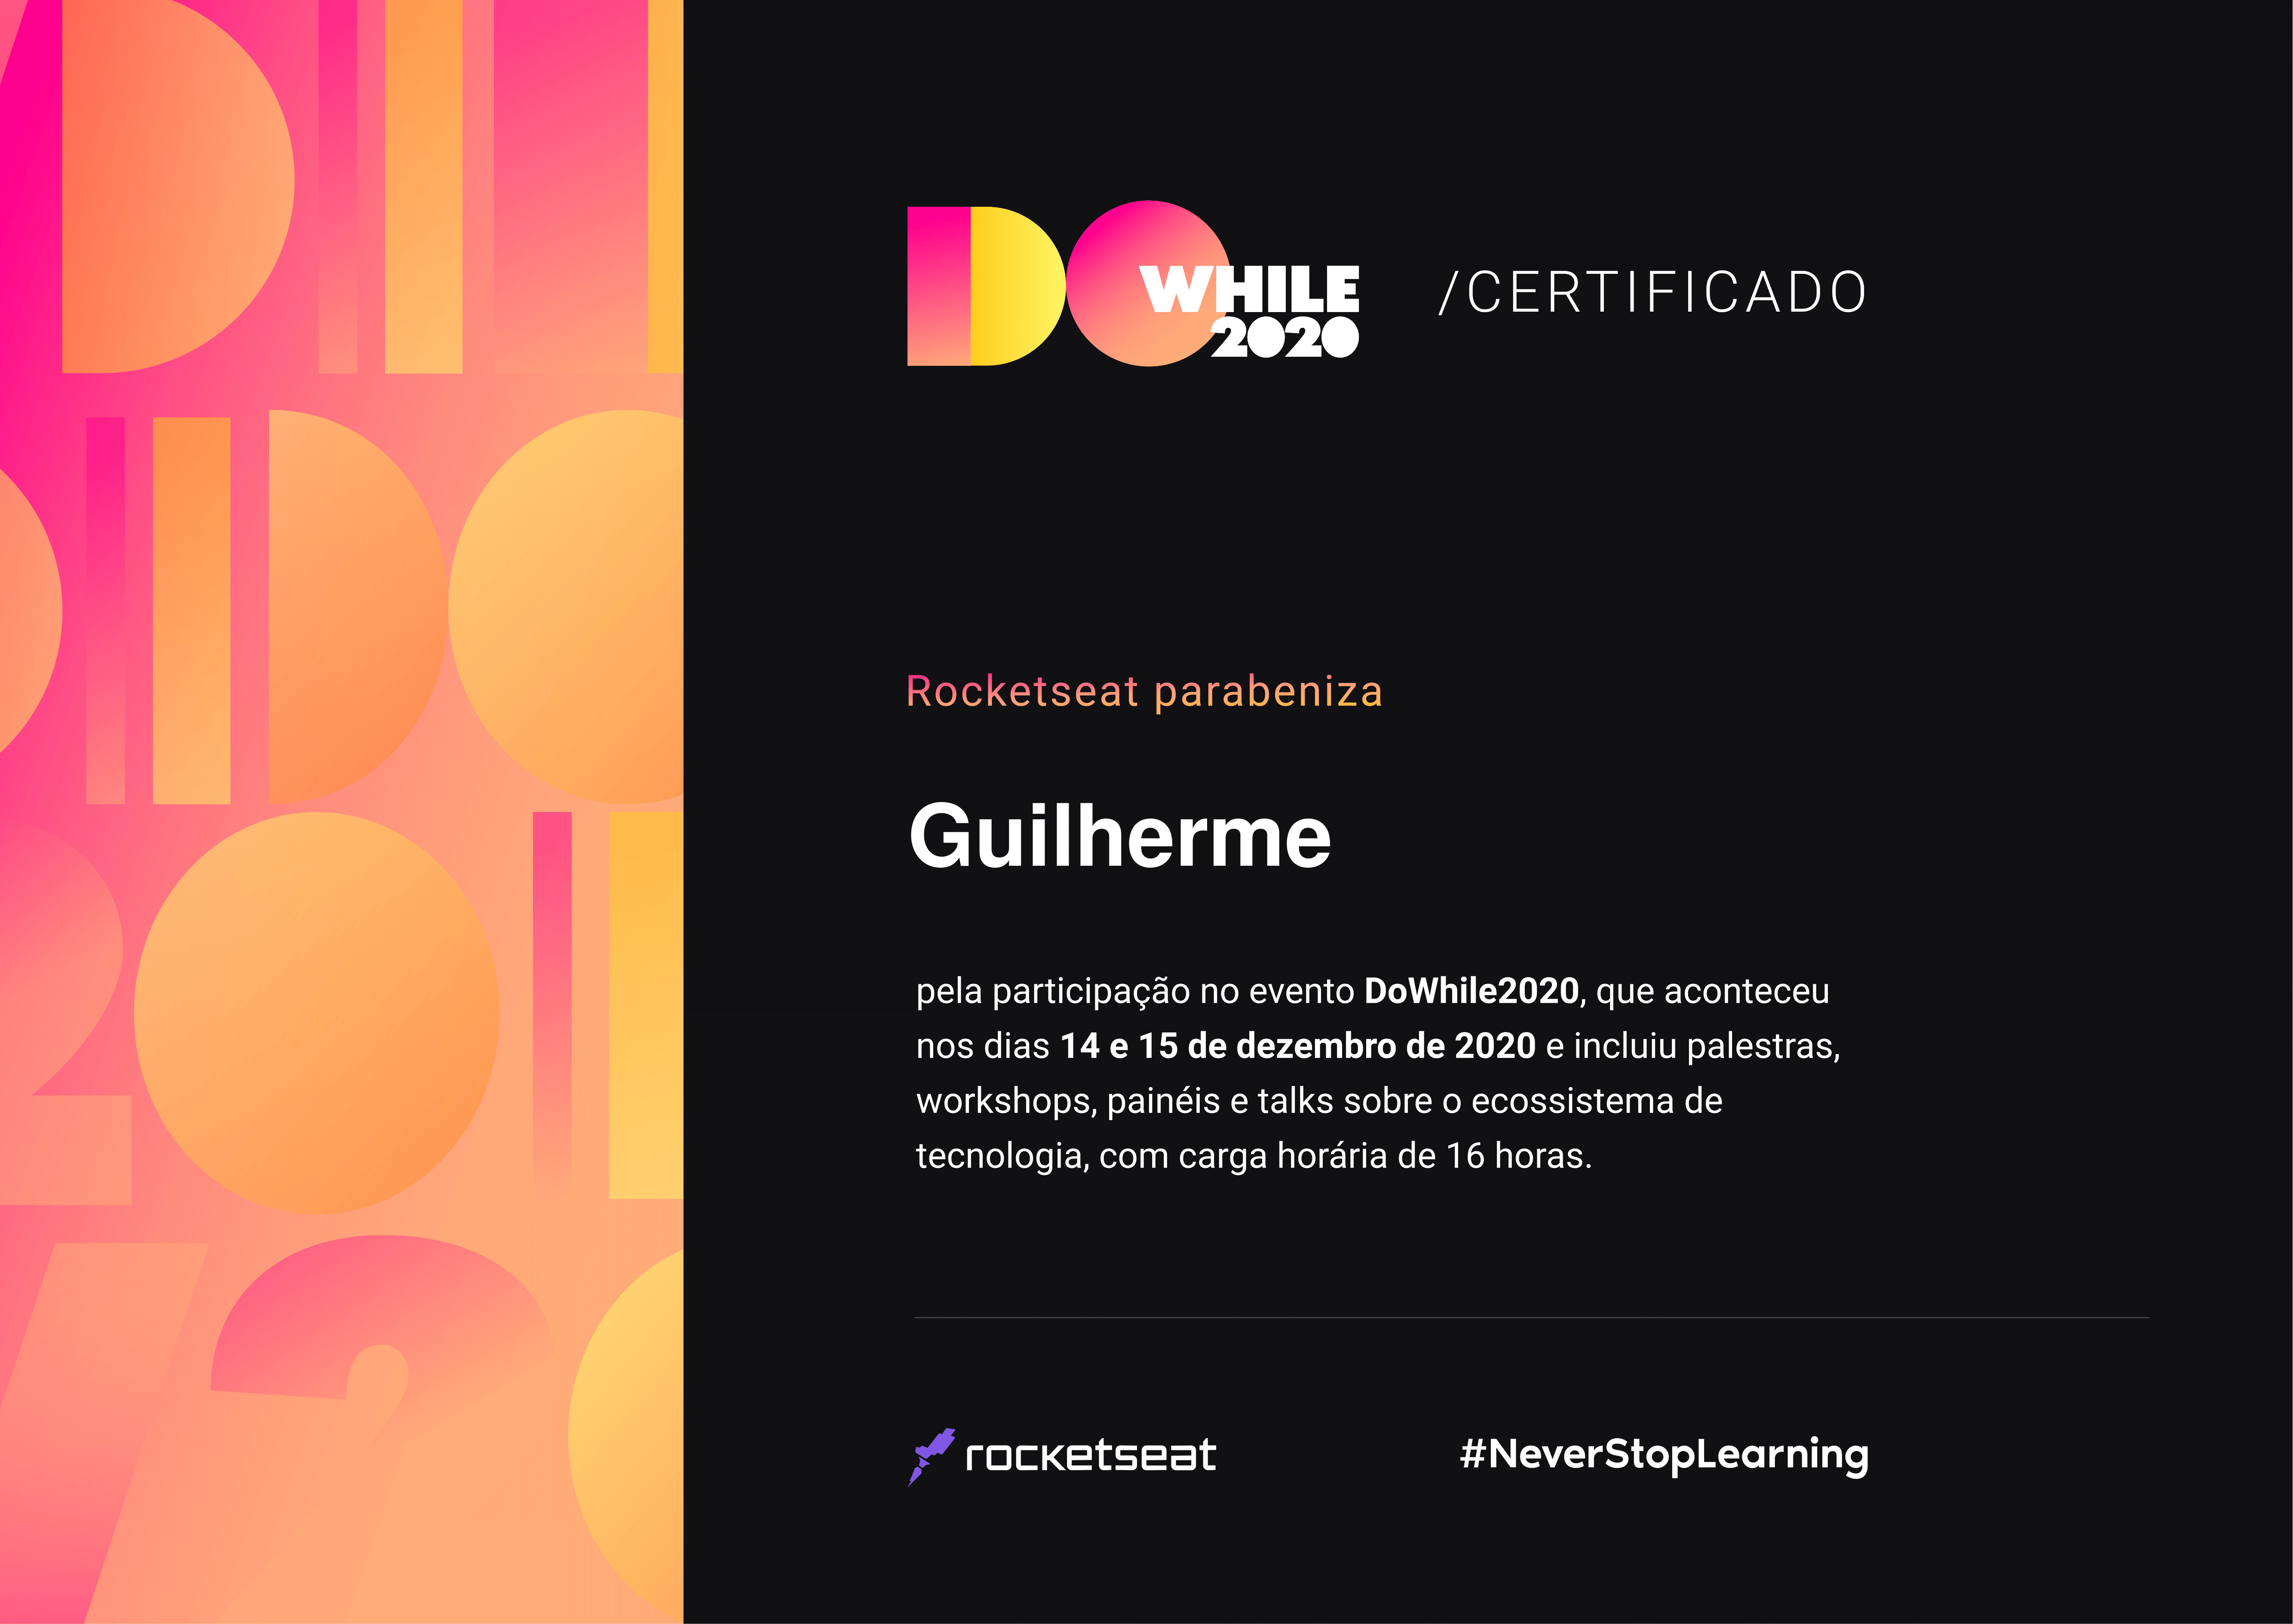 DO WHILE 2020 /CERTIFICADO
Rocketseat parabeniza
Guilherme
pela participação no evento DoWhile2020, que aconteceu
nos dias 14 e 15 de dezembro de 2020 e incluiu palestras,
workshops, painéis e talks sobre o ecossistema de
tecnologia, com carga horária de 16 horas.
rocketseat #NeverStopLearning